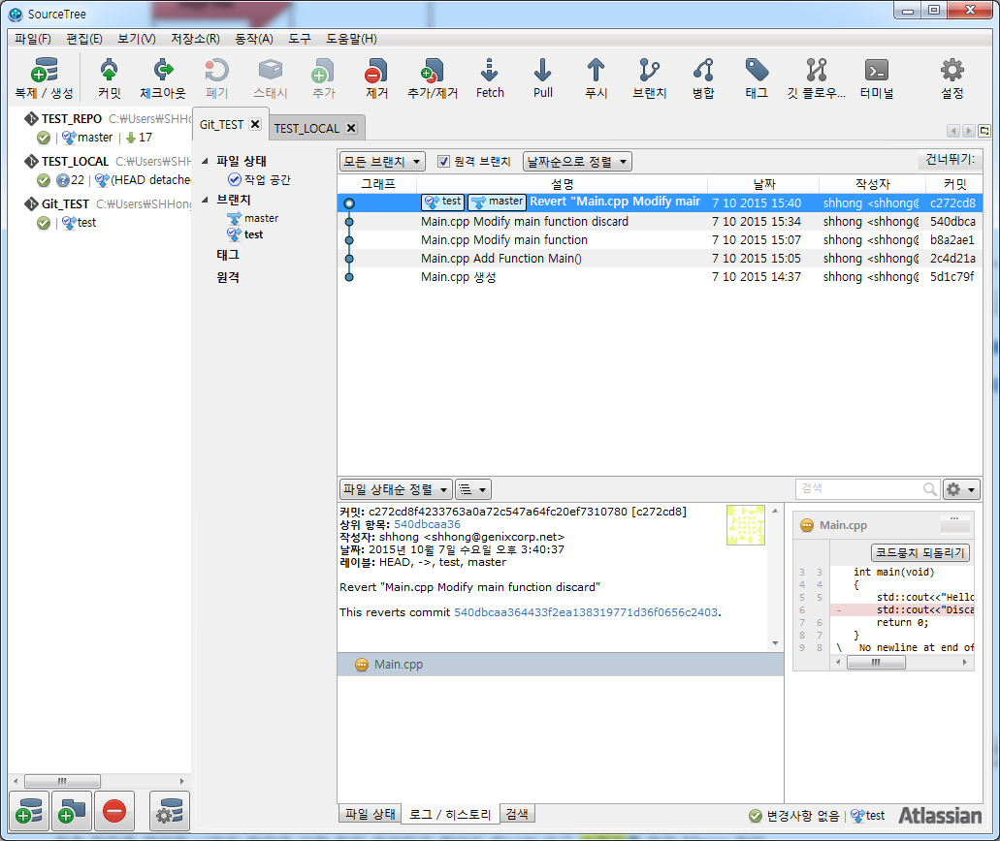 SourceTree
파일(F) 편집(E) 보기(V) 저장소(R) 동작(A) 도구 도움말(H)
복제 / 생성 커밋 체크아웃 폐기 스태시 추가 제거 추가/제거 Fetch Pull 푸시 브랜치 병합 태그 깃 플로우... 터미널 설정
TEST_REPO C:₩Users₩SHHo
master 17
TEST_LOCAL C:₩Users₩SHH
22 (HEAD detache
Git_TEST C:₩Users₩SHHong
test
Git_TEST TEST_LOCAL
파일 상태
작업 공간
브랜치
master
test
태그
원격
모든 브랜치 원격 브랜치 날짜순으로 정렬 건너뛰기:
그래프 설명 날짜 작성자 커밋
test master Revert "Main.cpp Modify main 7 10 2015 15:40 shhong <shhong@ c272cd8
Main.cpp Modify main function discard 7 10 2015 15:34 shhong <shhong@ 540dbca
Main.cpp Modify main function 7 10 2015 15:07 shhong <shhong@ b8a2ae1
Main.cpp Add Function Main() 7 10 2015 15:05 shhong <shhong@ 2c4d21a
Main.cpp 생성 7 10 2015 14:37 shhong <shhong@ 5d1c79f
파일 상태순 정렬 검색
커밋: c272cd8f4233763a0a72c547a64fc20ef7310780 [c272cd8]
상위 항목: 540dbcaa36
작성자: shhong <shhong@genixcorp.net>
날짜: 2015년 10월 7일 수요일 오후 3:40:37
레이블: HEAD, ->, test, master
Revert "Main.cpp Modify main function discard"
This reverts commit 540dbcaa364433f2ea138319771d36f0656c2403.
Main.cpp
Main.cpp
코드뭉치 되돌리기
3 3 int main(void)
4 4 {
5 5 std::cout<<"Hello
6 - std::cout<<"Disca
7 6 return 0;
8 7 }
9 8 \ No newline at end of
파일 상태 로그 / 히스토리 검색
변경사항 없음 test Atlassian